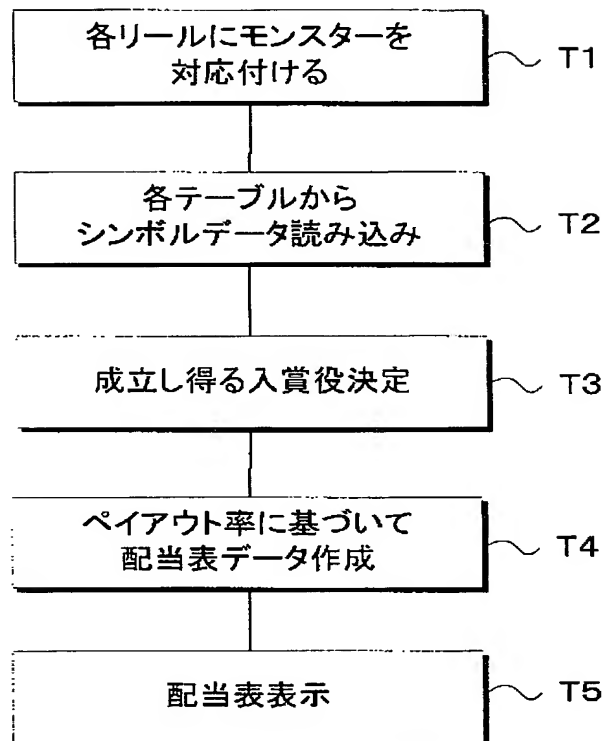 各リールにモンスターを
対応付ける
T1
各テーブルから
シンボルデータ読み込み
T2
成立し得る入賞役決定
T3
ペイアウト率に基づいて
配当表データ作成
T4
配当表表示
T5